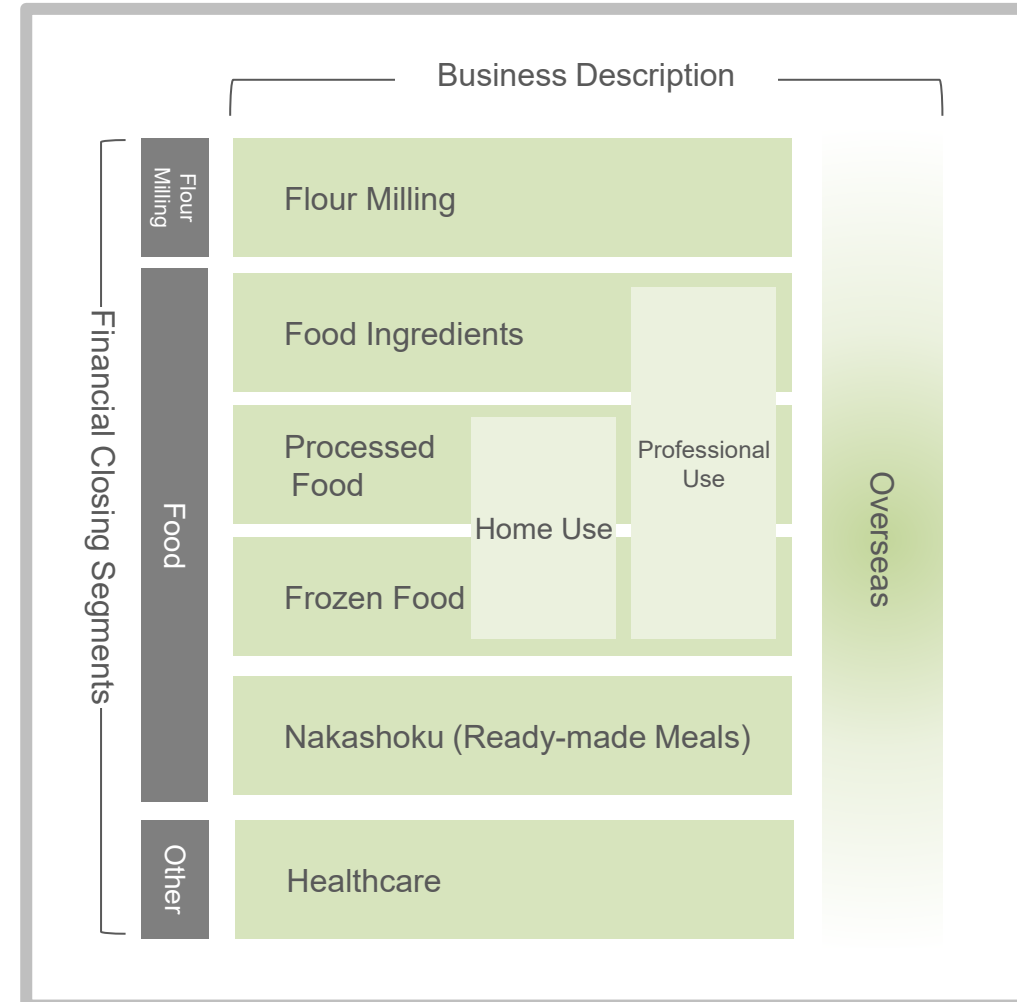 Business Description
Financial Closing Segments
Flour
Milling
Flour Milling
Food
Food Ingredients
Processed
Food
Frozen Food
Home Use
Professional
Use
Nakashoku (Ready-made Meals)
Other
Healthcare
Overseas